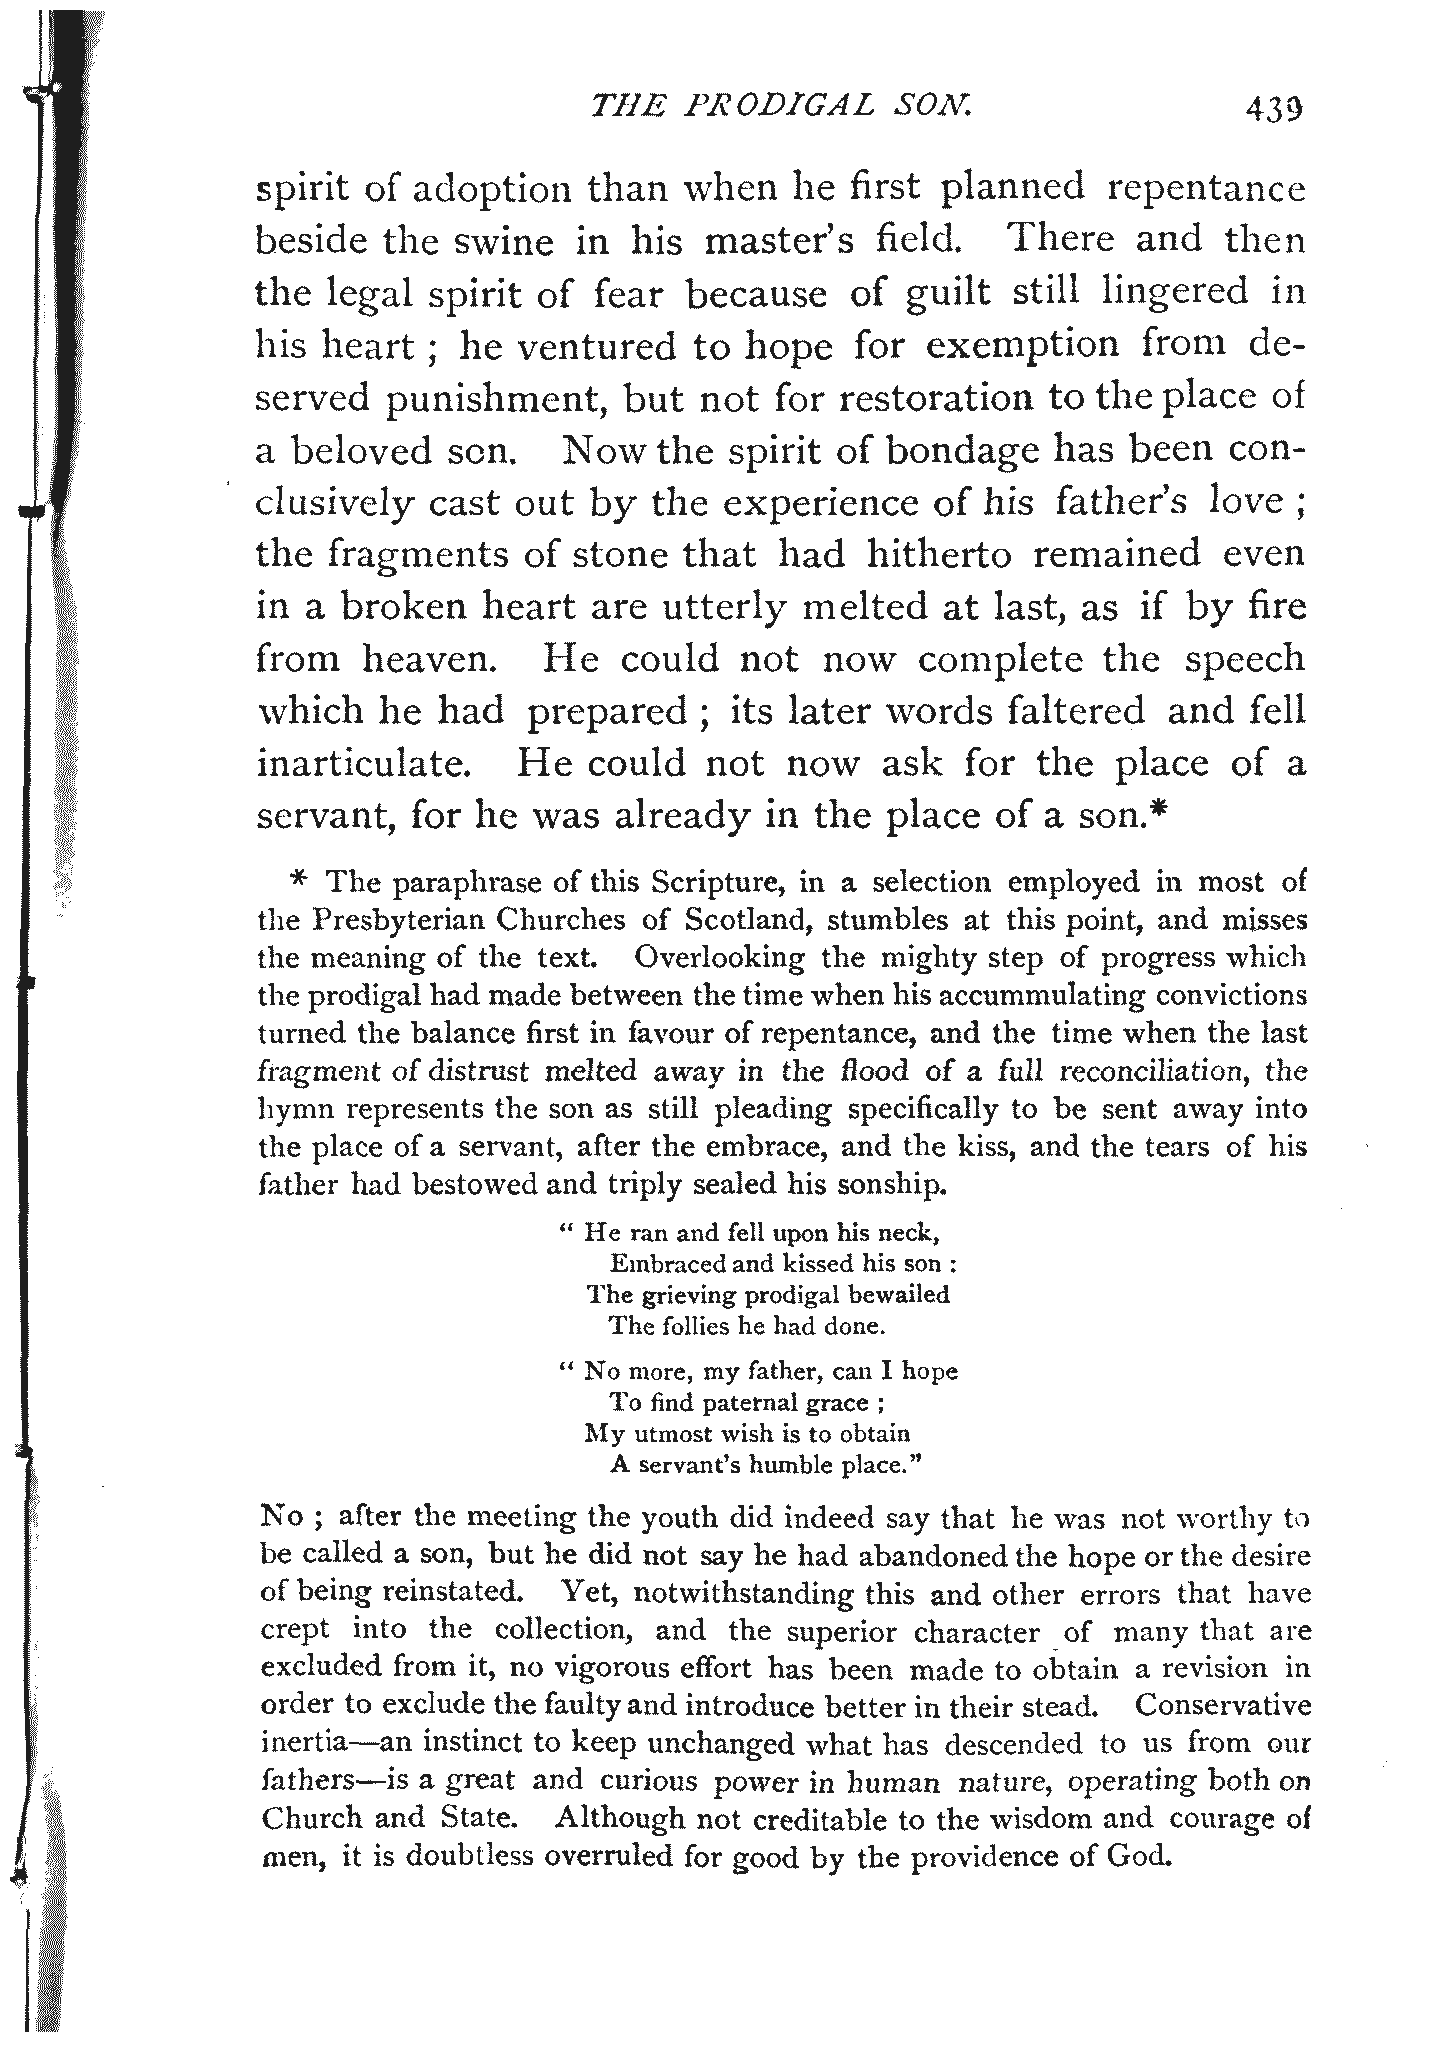 THE PRODIGAL SON. 439
spirit of adoption than when he first planned repentance
beside the swine in his master's field. There and then
the legal spirit of fear because of guilt still lingered in
his heart ; he ventured to hope for exemption from de-
served punishment, but not for restoration to the place of
a beloved son. Now the spirit of bondage has been con-
clusively cast out by the experience of his father's love ;
the fragments of stone that had hitherto remained even
in a broken heart are utterly melted at last, as if by fire
from heaven. He could not now complete the speech
which he had prepared ; its later words faltered and fell
inarticulate. He could not now ask for the place of a
servant, for he was already in the place of a son.*
* The paraphrase of this Scripture, in a selection employed in most of
the Presbyterian Churches of Scotland, stumbles at this point, and misses
the meaning of the text. Overlooking the mighty step of progress which
the prodigal had made between the time when his accummulating convictions
turned the balance first in favour of repentance, and the time when the last
fragment of distrust melted away in the flood of a full reconciliation, the
hymn represents the son as still pleading specifically to be sent away into
the place of a servant, after the embrace, and the kiss, and the tears of his
father had bestowed and triply sealed his sonship.
“ He ran and fell upon his neck,
Embraced and kissed his son :
The grieving prodigal bewailed
The follies he had done.
“ No more, my father, can I hope
To find paternal grace ;
My utmost wish is to obtain
A servant's humble place.”
No ; after the meeting the youth did indeed say that he was not worthy to
be called a son, but he did not say he had abandoned the hope or the desire
of being reinstated. Yet, notwithstanding this and other errors that have
crept into the collection, and the superior character of many that are
excluded from it, no vigorous effort has been made to obtain a revision in
order to exclude the faulty and introduce better in their stead. Conservative
inertia—an instinct to keep unchanged what has descended to us from our
fathers—is a great and curious power in human nature, operating both on
Church and State. Although not creditable to the wisdom and courage of
men, it is doubtless overruled for good by the providence of God.